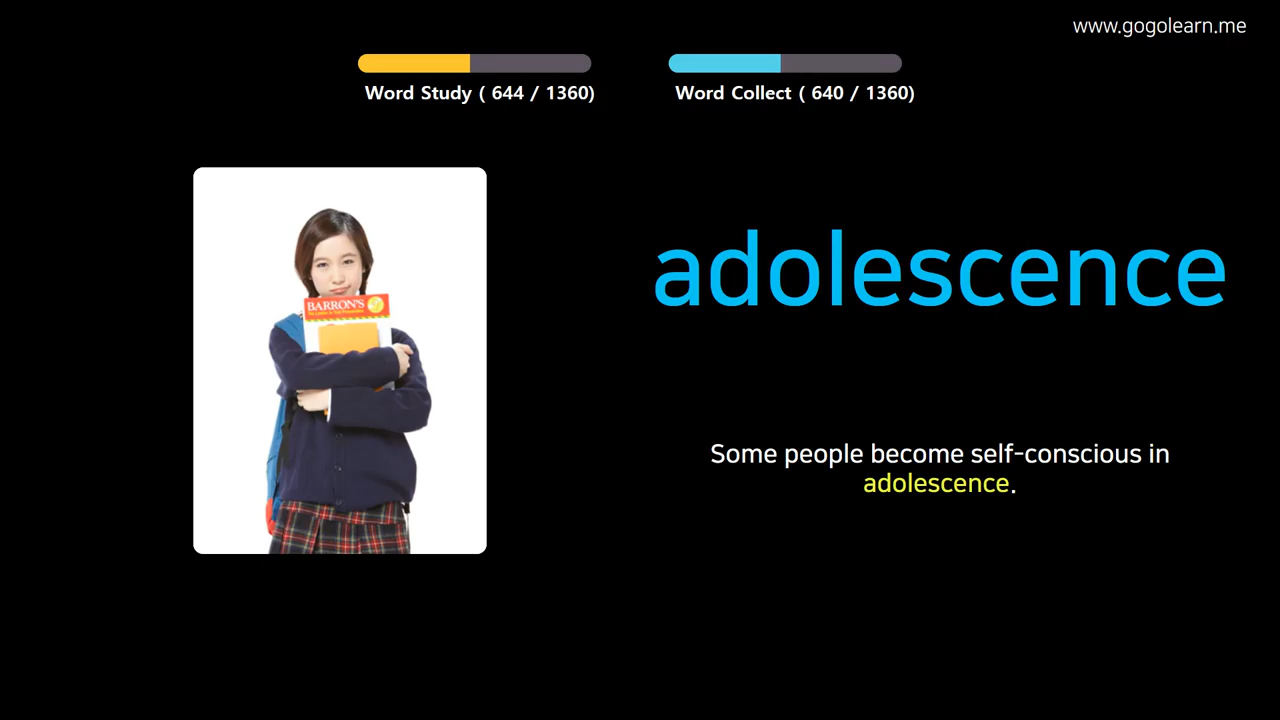 www.gogolearn.me
Word Study ( 644 / 1360)
Word Collect ( 640 / 1360)
BARRON'S
adolescence
Some people become self-conscious in
adolescence.